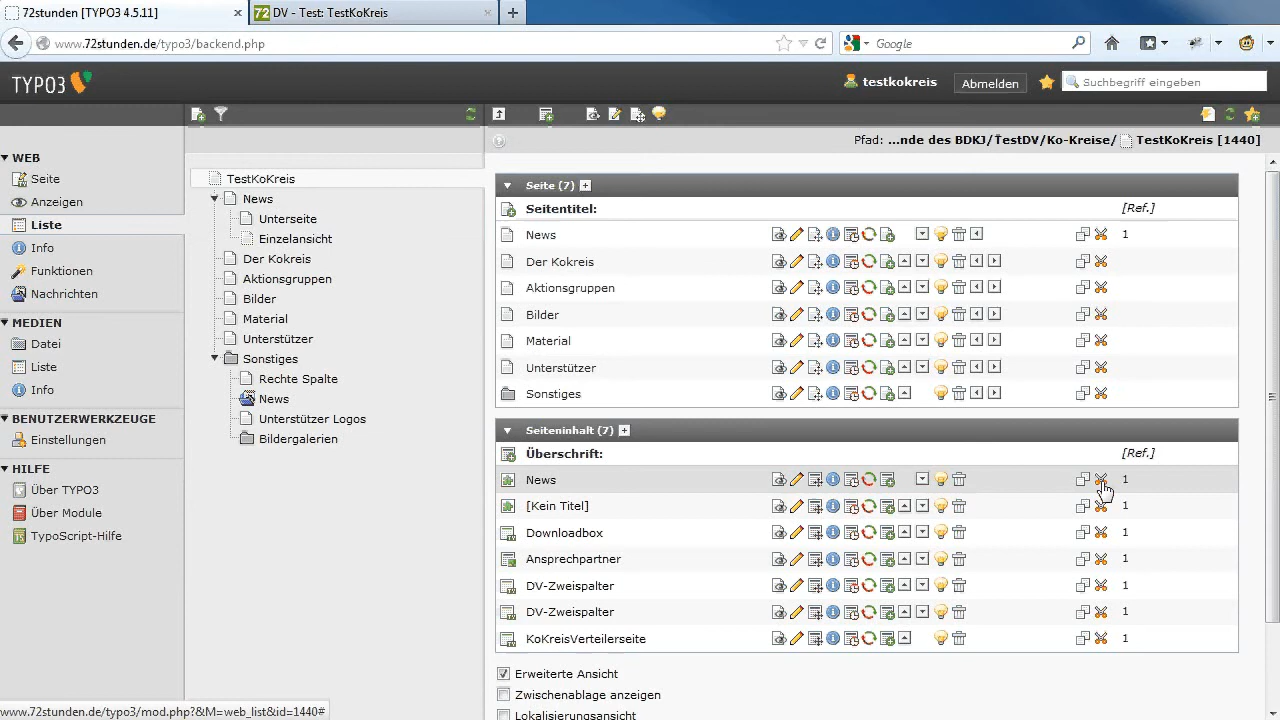 72stunden [TYPO3 4.5.11]
72 DV - Test: TestKoKreis
www.72stunden.de/typo3/backend.php
Google
TYPO3
testkokreis
Abmelden
Suchbegriff eingeben
Pfad: ...nde des BDKJ/TestDV/Ko-Kreise/ TestKoKreis [1440]
WEB
Seite
Anzeigen
Liste
Info
Funktionen
Nachrichten
MEDIEN
Datei
Liste
Info
BENUTZERWERKZEUGE
Einstellungen
HILFE
Über TYPO3
Über Module
TypoScript-Hilfe
TestKoKreis
News
Unterseite
Einzelansicht
Der Kokreis
Aktionsgruppen
Bilder
Material
Unterstützer
Sonstiges
Rechte Spalte
News
Unterstützer Logos
Bildergalerien
Seite (7)
Seitentitel: [Ref.]
News 1
Der Kokreis
Aktionsgruppen
Bilder
Material
Unterstützer
Sonstiges
Seiteninhalt (7)
Überschrift: [Ref.]
News 1
[Kein Titel] 1
Downloadbox 1
Ansprechpartner 1
DV-Zweispalter 1
DV-Zweispalter 1
KoKreisVerteilerseite 1
Erweiterte Ansicht
Zwischenablage anzeigen
Lokalisierungsansicht
www.72stunden.de/typo3/mod.php?&M=web_list&id=1440#